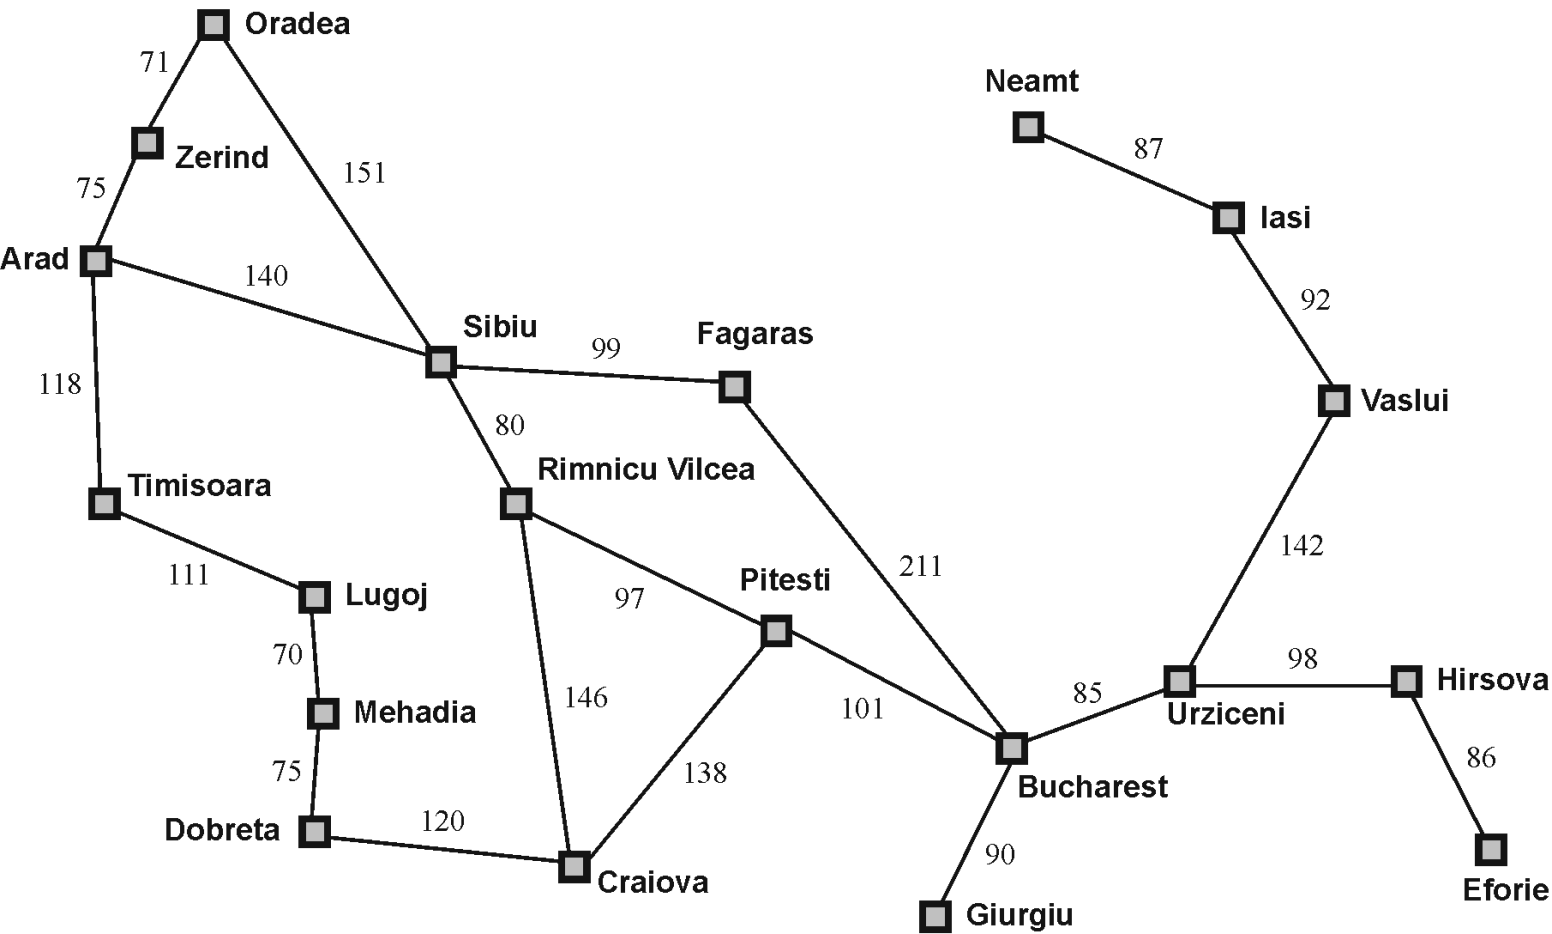 Oradea
71
Neamt
87
Zerind
151
75
Iasi
Arad
140
92
Sibiu
Fagaras
99
118
Vaslui
80
Rimnicu Vilcea
Timisoara
142
211
111
Pitesti
Lugoj
97
70
98
Hirsova
85
146
101
Urziceni
Mehadia
86
75
138
Bucharest
120
Dobreta
90
Craiova
Eforie
Giurgiu